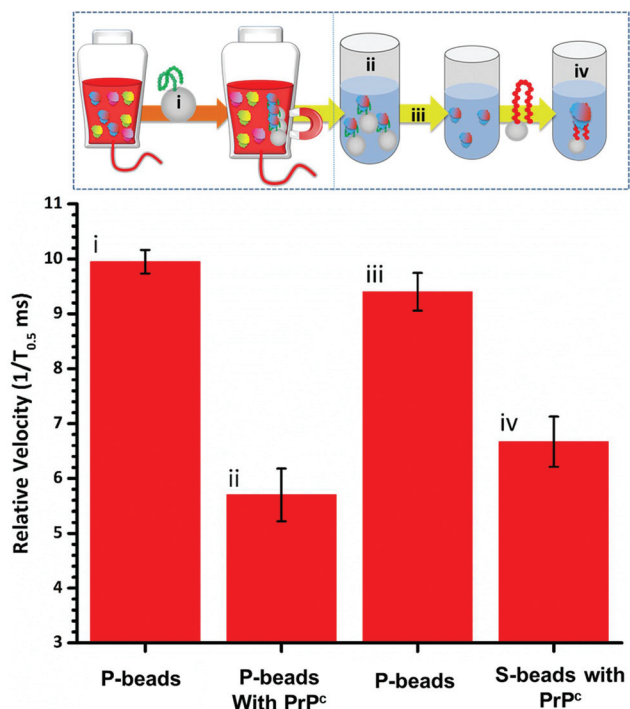 i
ii
iii
iv
11
10
9
8
7
6
5
4
3
Relative Velocity (1/T0.5 ms)
i
ii
iii
iv
P-beads
P-beads
With PrPᶜ
P-beads
S-beads with
PrPᶜ